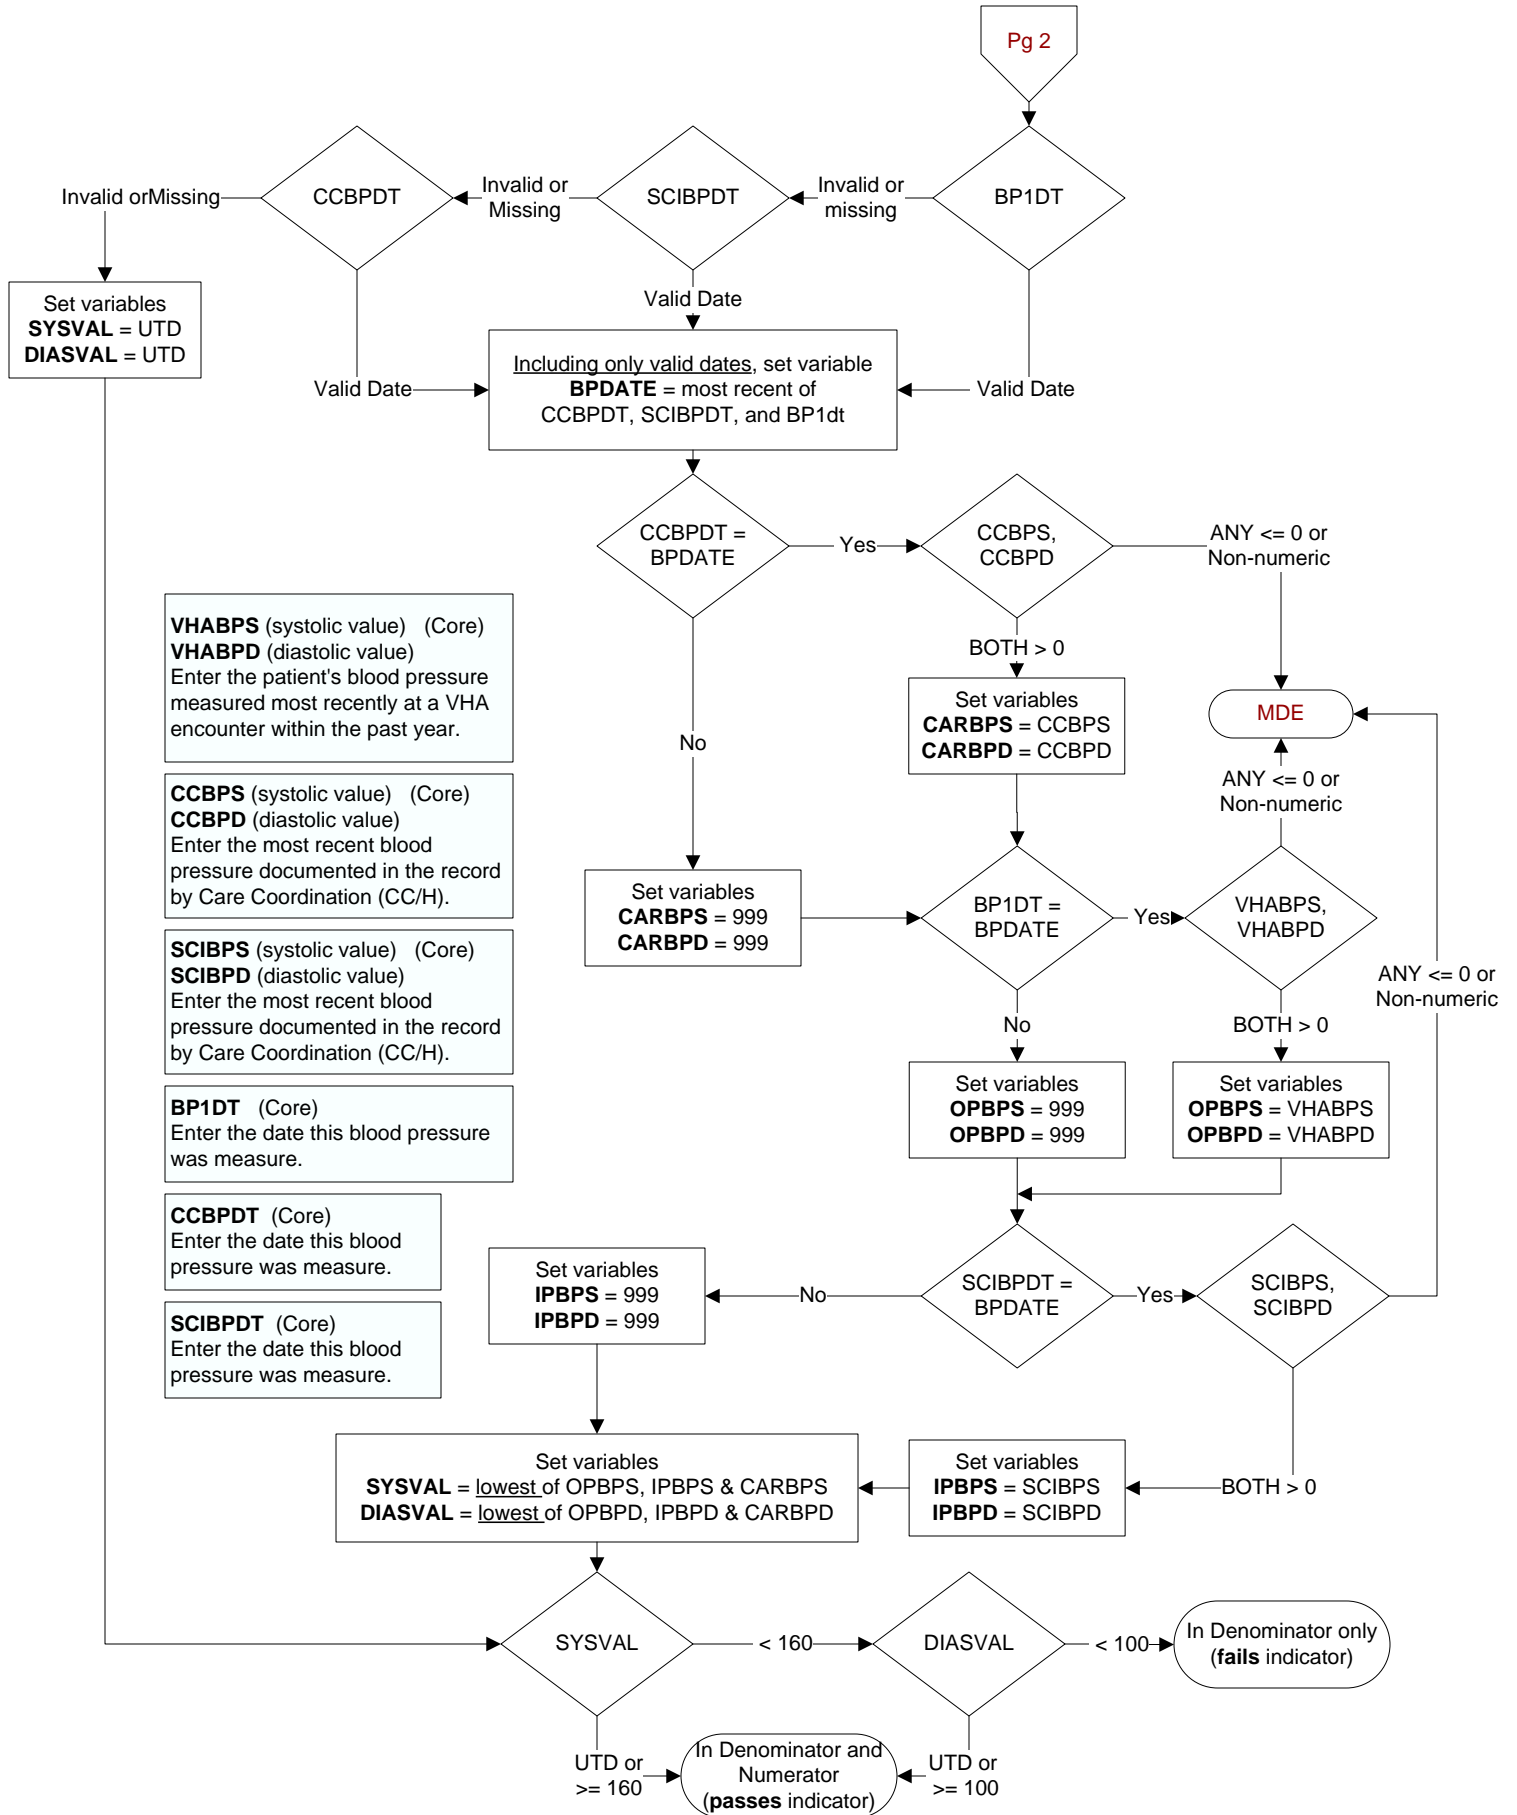 Pg 2
CCBPDT
SCIBPDT
BP1DT
Invalid orMissing
Invalid or
Missing
Invalid or
missing
Set variables
SYSVAL = UTD
DIASVAL = UTD
Valid Date
Including only valid dates, set variable
BPDATE = most recent of
CCBPDT, SCIBPDT, and BP1dt
Valid Date
Valid Date
CCBPDT =
BPDATE
Yes
CCBPS,
CCBPD
ANY <= 0 or
Non-numeric
BOTH > 0
No
Set variables
CARBPS = CCBPS
CARBPD = CCBPD
MDE
ANY <= 0 or
Non-numeric
VHABPS (systolic value) (Core)
VHABPD (diastolic value)
Enter the patient's blood pressure
measured most recently at a VHA
encounter within the past year.
CCBPS (systolic value) (Core)
CCBPD (diastolic value)
Enter the most recent blood
pressure documented in the record
by Care Coordination (CC/H).
SCIBPS (systolic value) (Core)
SCIBPD (diastolic value)
Enter the most recent blood
pressure documented in the record
by Care Coordination (CC/H).
BP1DT (Core)
Enter the date this blood pressure
was measure.
CCBPDT (Core)
Enter the date this blood
pressure was measure.
SCIBPDT (Core)
Enter the date this blood
pressure was measure.
Set variables
CARBPS = 999
CARBPD = 999
BP1DT =
BPDATE
Yes
VHABPS,
VHABPD
ANY <= 0 or
Non-numeric
No
BOTH > 0
Set variables
OPBPS = 999
OPBPD = 999
Set variables
OPBPS = VHABPS
OPBPD = VHABPD
Set variables
IPBPS = 999
IPBPD = 999
No
SCIBPDT =
BPDATE
Yes
SCIBPS,
SCIBPD
Set variables
SYSVAL = lowest of OPBPS, IPBPS & CARBPS
DIASVAL = lowest of OPBPD, IPBPD & CARBPD
Set variables
IPBPS = SCIBPS
IPBPD = SCIBPD
BOTH > 0
SYSVAL
< 160
DIASVAL
< 100
In Denominator only
(fails indicator)
UTD or
>= 160
In Denominator and
Numerator
(passes indicator)
UTD or
>= 100